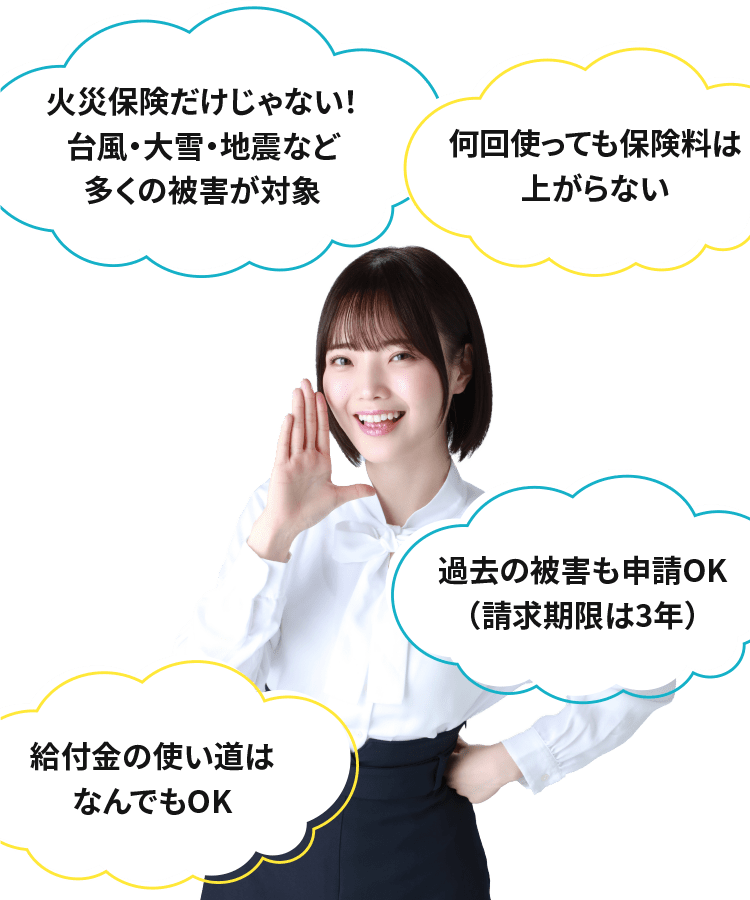 火災保険だけじゃない!
台風・大雪・地震など
多くの被害が対象
何回使っても保険料は
上がらない
過去の被害も申請OK
（請求期限は3年）
給付金の使い道は
なんでもOK